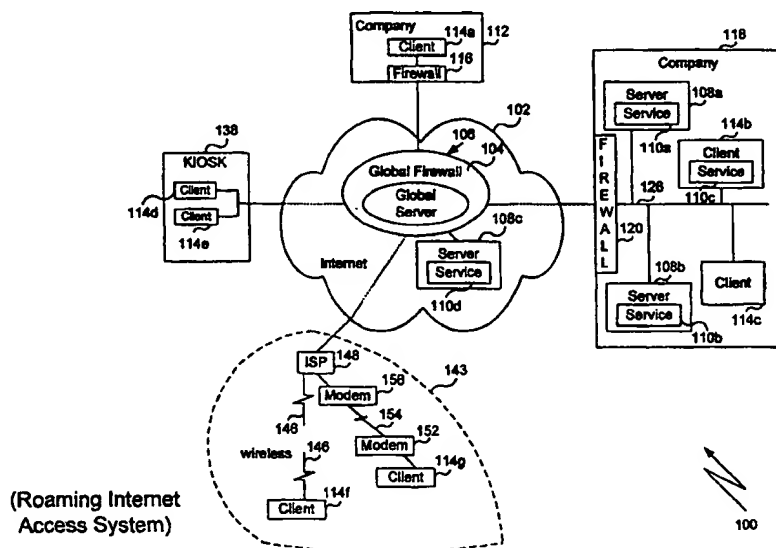 Company
Client
114a
112
Firewall
116
118
Company
Server
108a
Service
110a
114b
Client
Service
110c
126
FIREWALL
120
108b
Server
Service
110b
Client
114c
102
106
104
Global Firewall
Global
Server
108c
Server
Service
110d
Internet
138
KIOSK
Client
114d
Client
114e
ISP
148
143
Modem
156
154
146
Modem
152
146
wireless
Client
114g
Client
114f
(Roaming Internet
Access System)
100